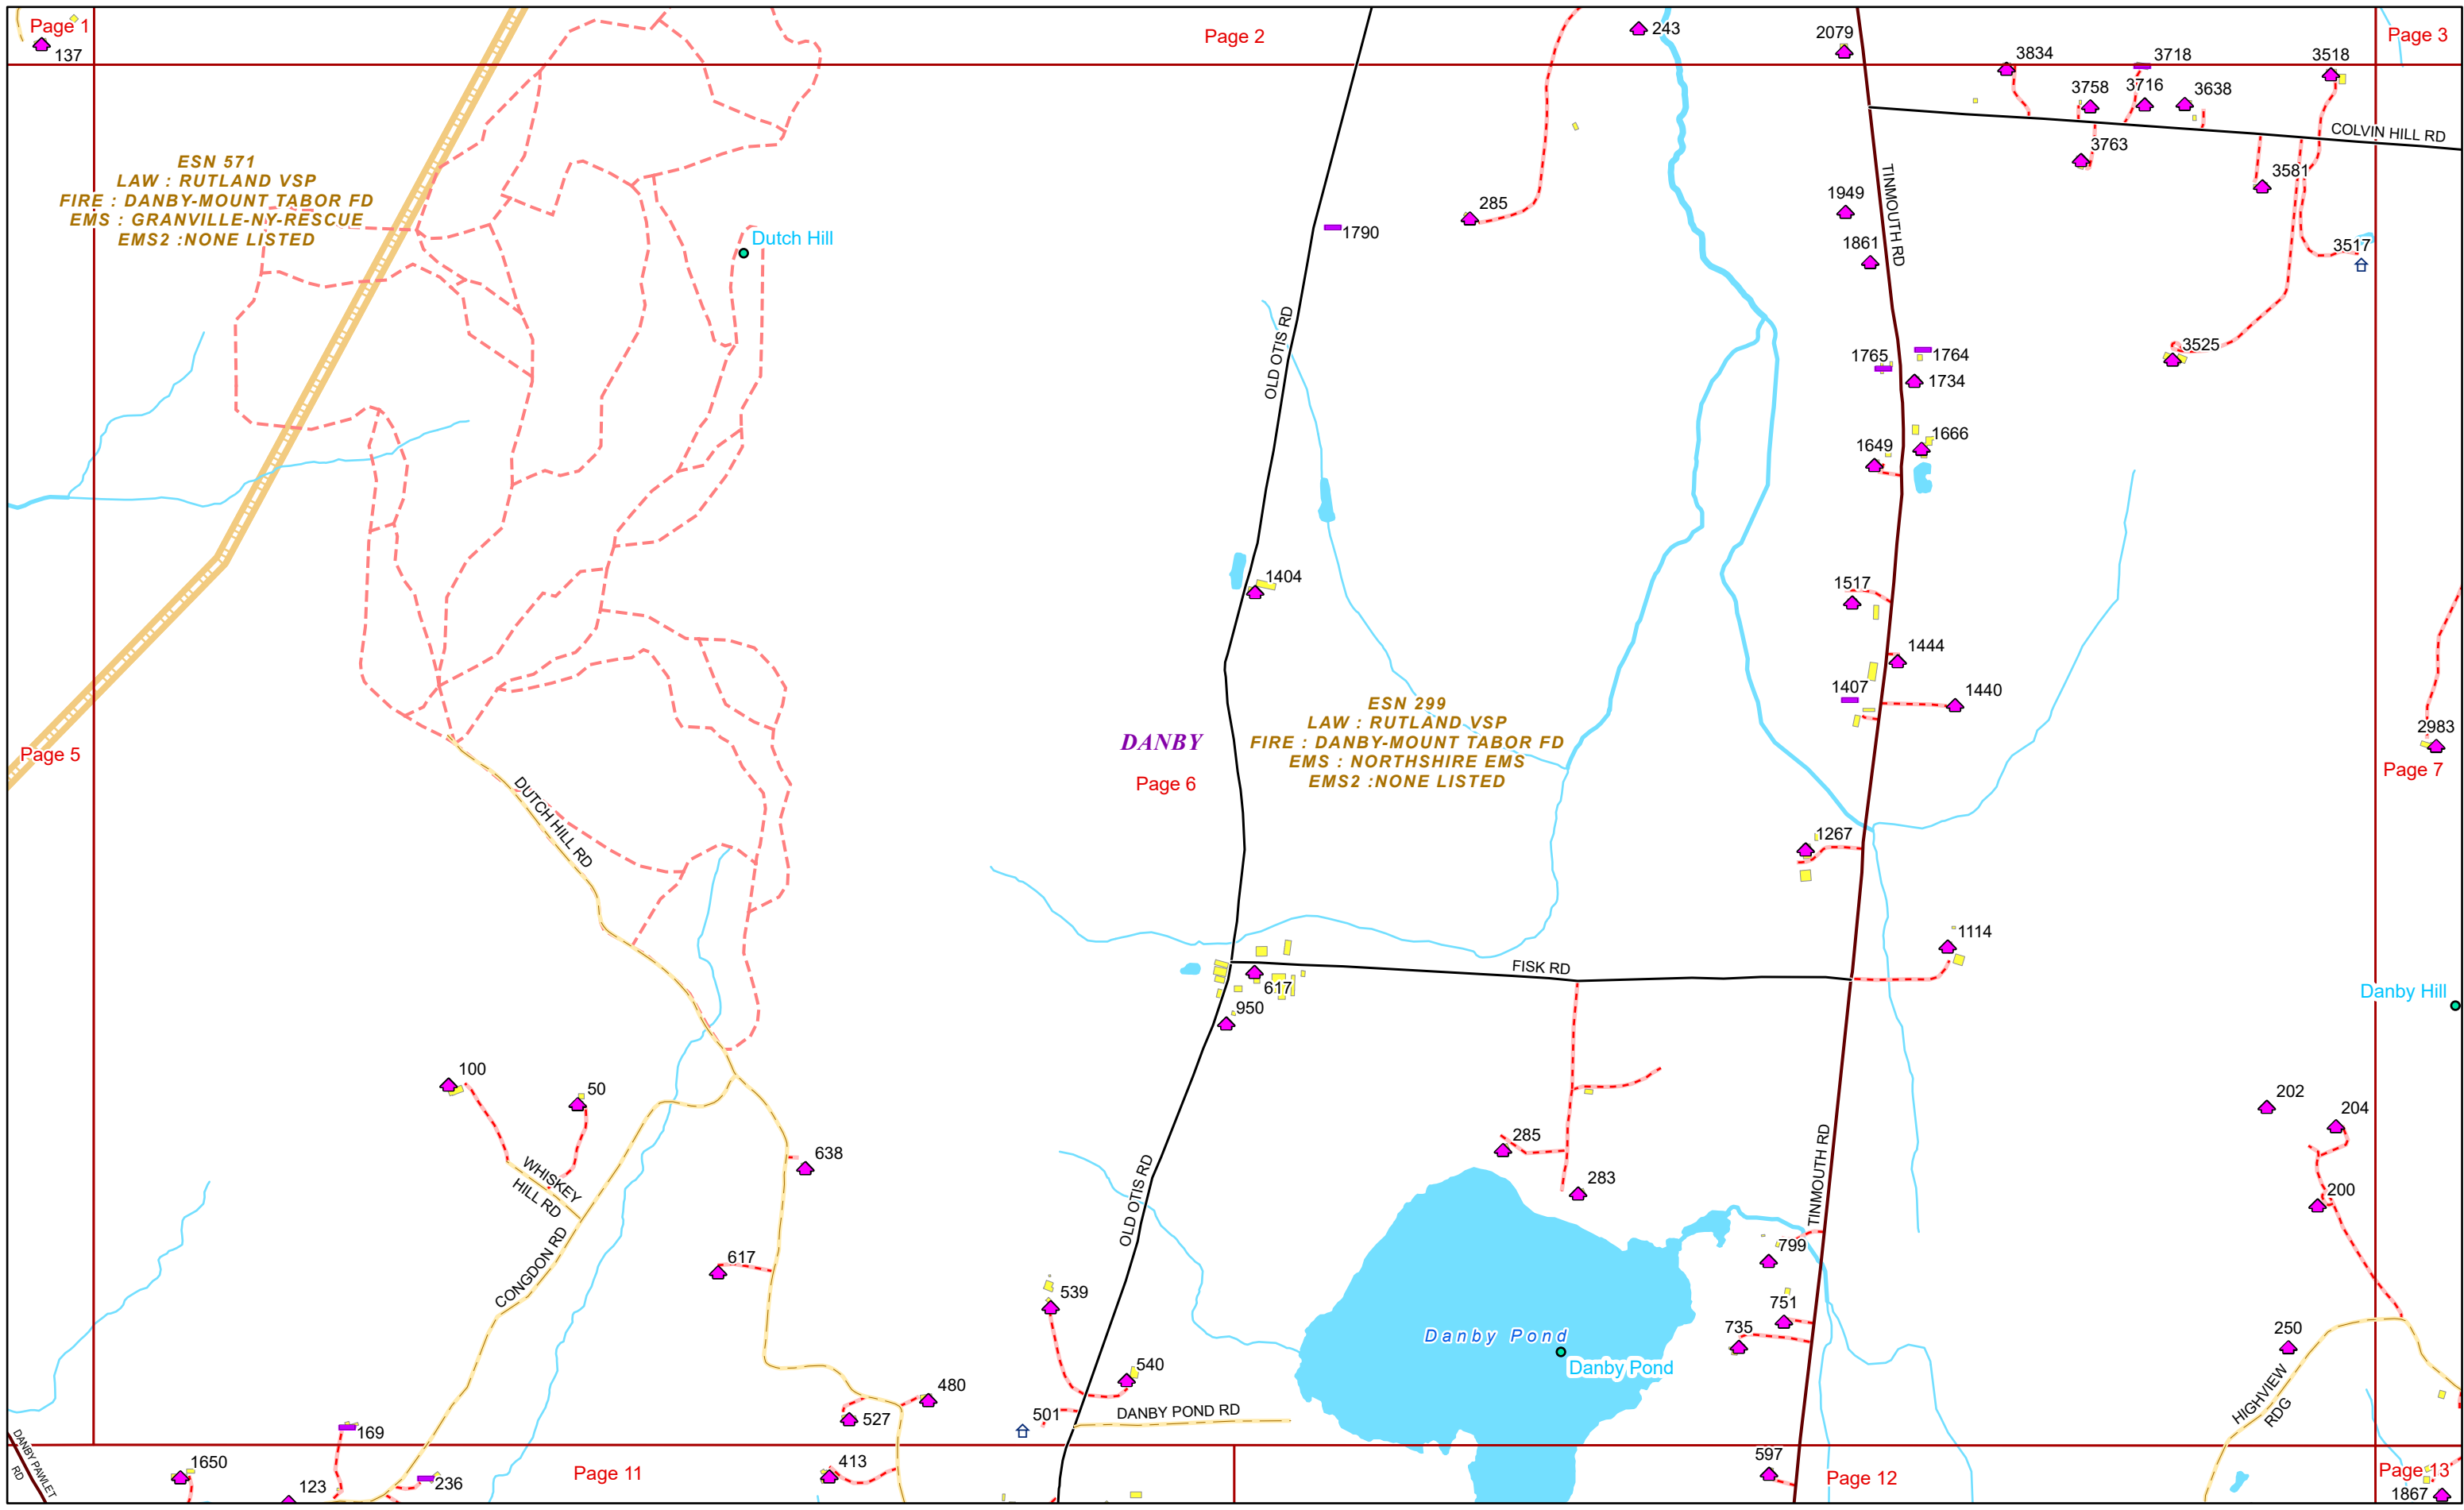 Page 1
137
Page 2
243
2079
Page 3
3834
3718
3518
3758
3716
3638
COLVIN HILL RD
3763
3581
ESN 571
LAW : RUTLAND VSP
FIRE : DANBY-MOUNT TABOR FD
EMS : GRANVILLE-NY-RESCUE
EMS2 :NONE LISTED
Dutch Hill
1790
285
1949
TINMOUTH RD
1861
3517
OLD OTIS RD
1765
1764
1734
3525
1649
1666
1404
1517
1444
1407
1440
2983
Page 5
DANBY
Page 6
ESN 299
LAW : RUTLAND VSP
FIRE : DANBY-MOUNT TABOR FD
EMS : NORTHSHIRE EMS
EMS2 :NONE LISTED
Page 7
DUTCH HILL RD
1267
1114
FISK RD
617
950
Danby Hill
100
50
202
204
638
WHISKEY
HILL RD
285
283
200
OLD OTIS RD
TINMOUTH RD
CONGDON RD
617
539
799
751
735
Danby Pond
Danby Pond
250
HIGHVIEW
RDG
540
480
527
501
DANBY POND RD
169
DANBY PAWLET
RD
1650
123
236
Page 11
413
597
Page 12
Page 13
1867